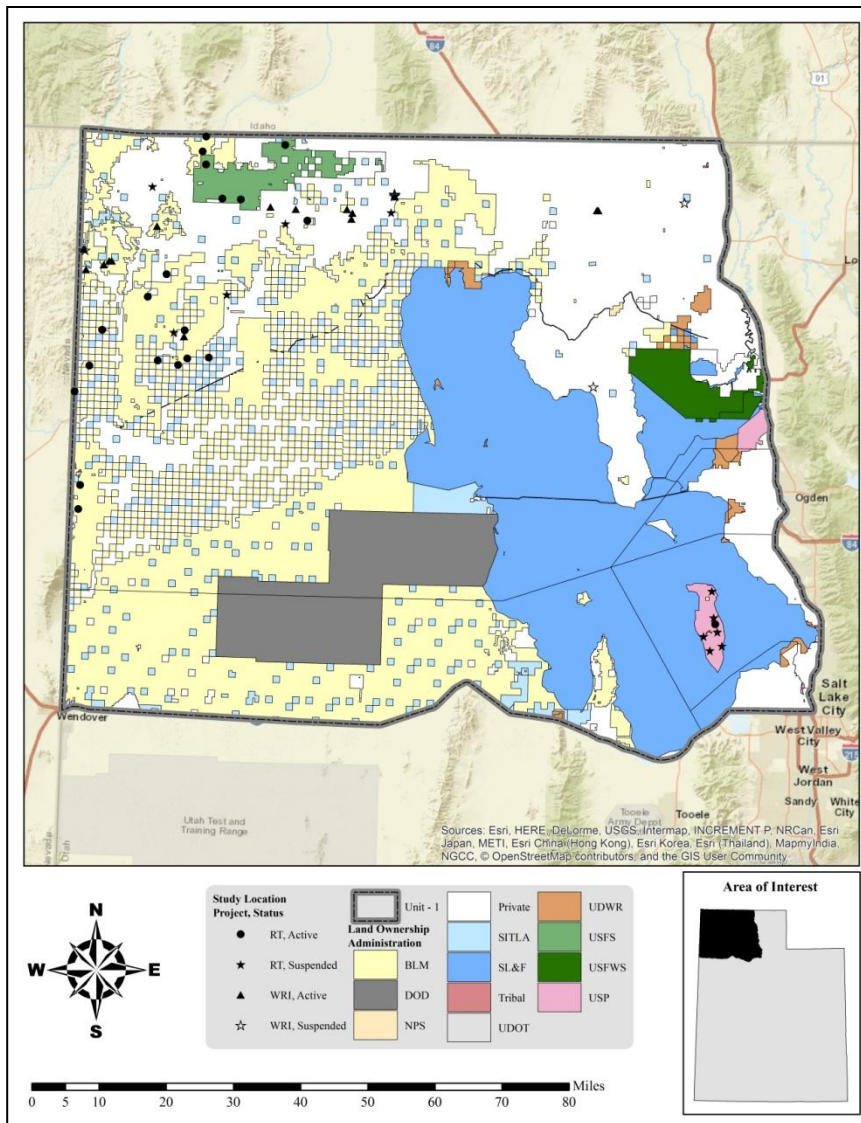 84
91
Idaho
Lo
Nevada
Ogden
84
Salt
Lake
City
Wendover
West Valley
City
215
West
Jordan
Sandy
White
City
Utah Test and
Training Range
Tooele
Army Depot
Tooele
Nevada
Utah
Sources: Esri, HERE, DeLorme, USGS, Intermap, INCREMENT P, NRCan, Esri
Japan, METI, Esri China (Hong Kong), Esri Korea, Esri (Thailand), MapmyIndia,
NGCC, © OpenStreetMap contributors, and the GIS User Community
N
W E
S
Study Location
Project, Status
RT, Active
RT, Suspended
WRI, Active
WRI, Suspended
Unit - 1
Land Ownership
Administration
BLM
DOD
NPS
Private
SITLA
SL&F
Tribal
UDOT
UDWR
USFS
USFWS
USP
Area of Interest
Miles
0 5 10 20 30 40 50 60 70 80